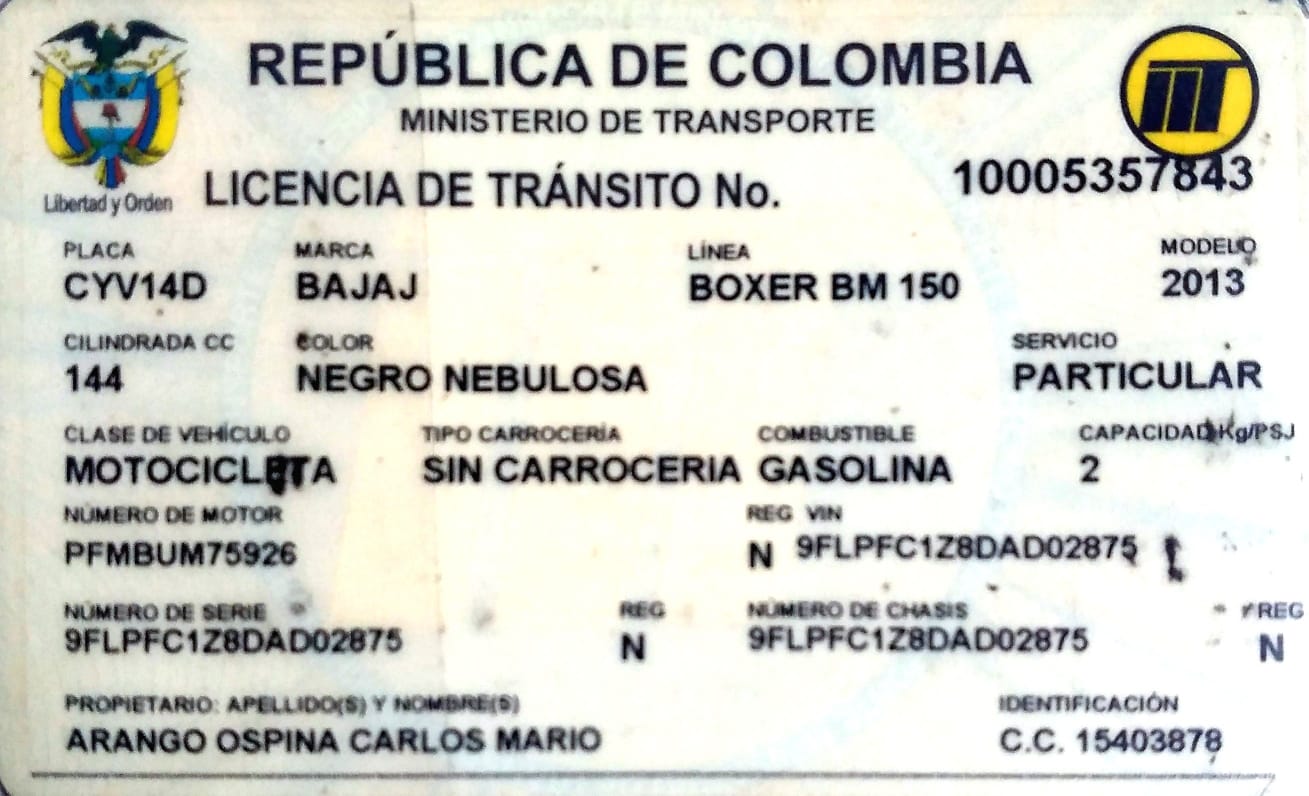 REPÚBLICA DE COLOMBIA
MINISTERIO DE TRANSPORTE
Libertad y Orden
LICENCIA DE TRÁNSITO No. 10005357843
PLACA MARCA LÍNEA MODELO
CYV14D BAJAJ BOXER BM 150 2013
CILINDRADA CC COLOR SERVICIO
144 NEGRO NEBULOSA PARTICULAR
CLASE DE VEHÍCULO TIPO CARROCERÍA COMBUSTIBLE CAPACIDAD Kg/PSJ
MOTOCICLETA SIN CARROCERIA GASOLINA 2
NÚMERO DE MOTOR REG VIN
PFMBUM75926 N 9FLPFC1Z8DAD02875
NÚMERO DE SERIE REG NÚMERO DE CHASIS REG
9FLPFC1Z8DAD02875 N 9FLPFC1Z8DAD02875 N
PROPIETARIO: APELLIDO(S) Y NOMBRE(S) IDENTIFICACIÓN
ARANGO OSPINA CARLOS MARIO C.C. 15403878